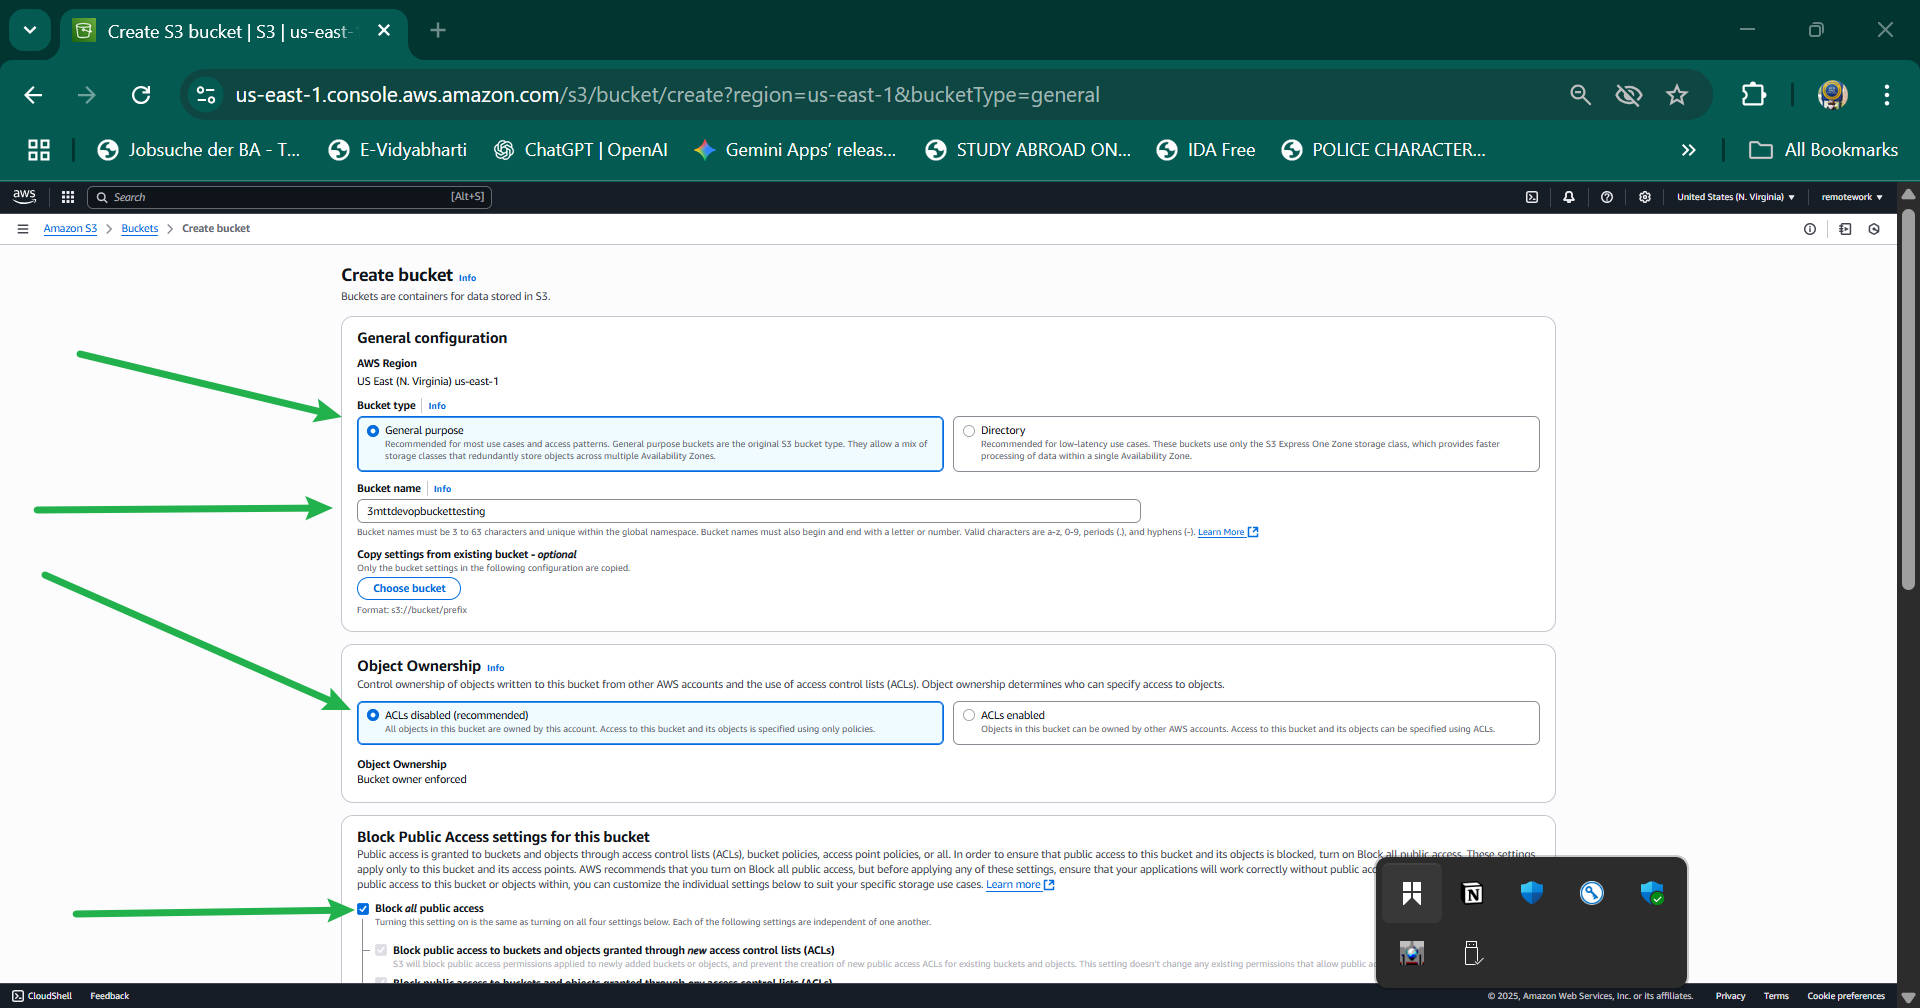 Create S3 bucket | S3 | us-east-
us-east-1.console.aws.amazon.com/s3/bucket/create?region=us-east-1&bucketType=general
Jobsuche der BA - T... E-Vidyabharti ChatGPT | OpenAI Gemini Apps' releas... STUDY ABROAD ON... IDA Free POLICE CHARACTER... All Bookmarks
aws Search [Alt+S] United States (N. Virginia) remotework
Amazon S3 Buckets Create bucket
Create bucket Info
Buckets are containers for data stored in S3.
General configuration
AWS Region
US East (N. Virginia) us-east-1
Bucket type Info
General purpose
Recommended for most use cases and access patterns. General purpose buckets are the original S3 bucket type. They allow a mix of
storage classes that redundantly store objects across multiple Availability Zones.
Directory
Recommended for low-latency use cases. These buckets use only the S3 Express One Zone storage class, which provides faster
processing of data within a single Availability Zone.
Bucket name Info
3mttdevopbuckettesting
Bucket names must be 3 to 63 characters and unique within the global namespace. Bucket names must also begin and end with a letter or number. Valid characters are a-z, 0-9, periods (.), and hyphens (-). Learn More
Copy settings from existing bucket - optional
Only the bucket settings in the following configuration are copied.
Choose bucket
Format: s3://bucket/prefix
Object Ownership Info
Control ownership of objects written to this bucket from other AWS accounts and the use of access control lists (ACLs). Object ownership determines who can specify access to objects.
ACLs disabled (recommended)
All objects in this bucket are owned by this account. Access to this bucket and its objects is specified using only policies.
ACLs enabled
Objects in this bucket can be owned by other AWS accounts. Access to this bucket and its objects can be specified using ACLs.
Object Ownership
Bucket owner enforced
Block Public Access settings for this bucket
Public access is granted to buckets and objects through access control lists (ACLs), bucket policies, access point policies, or all. In order to ensure that public access to this bucket and its objects is blocked, turn on Block all public access. These settings
apply only to this bucket and its access points. AWS recommends that you turn on Block all public access, but before applying any of these settings, ensure that your applications will work correctly without public acc
public access to this bucket or objects within, you can customize the individual settings below to suit your specific storage use cases. Learn more
Block all public access
Turning this setting on is the same as turning on all four settings below. Each of the following settings are independent of one another.
Block public access to buckets and objects granted through new access control lists (ACLs)
S3 will block public access permissions applied to newly added buckets or objects, and prevent the creation of new public access ACLs for existing buckets and objects. This setting doesn't change any existing permissions that allow public a
Block public access to buckets and objects granted through any access control lists (ACLs)
CloudShell Feedback © 2025, Amazon Web Services, Inc. or its affiliates. Privacy Terms Cookie preferences